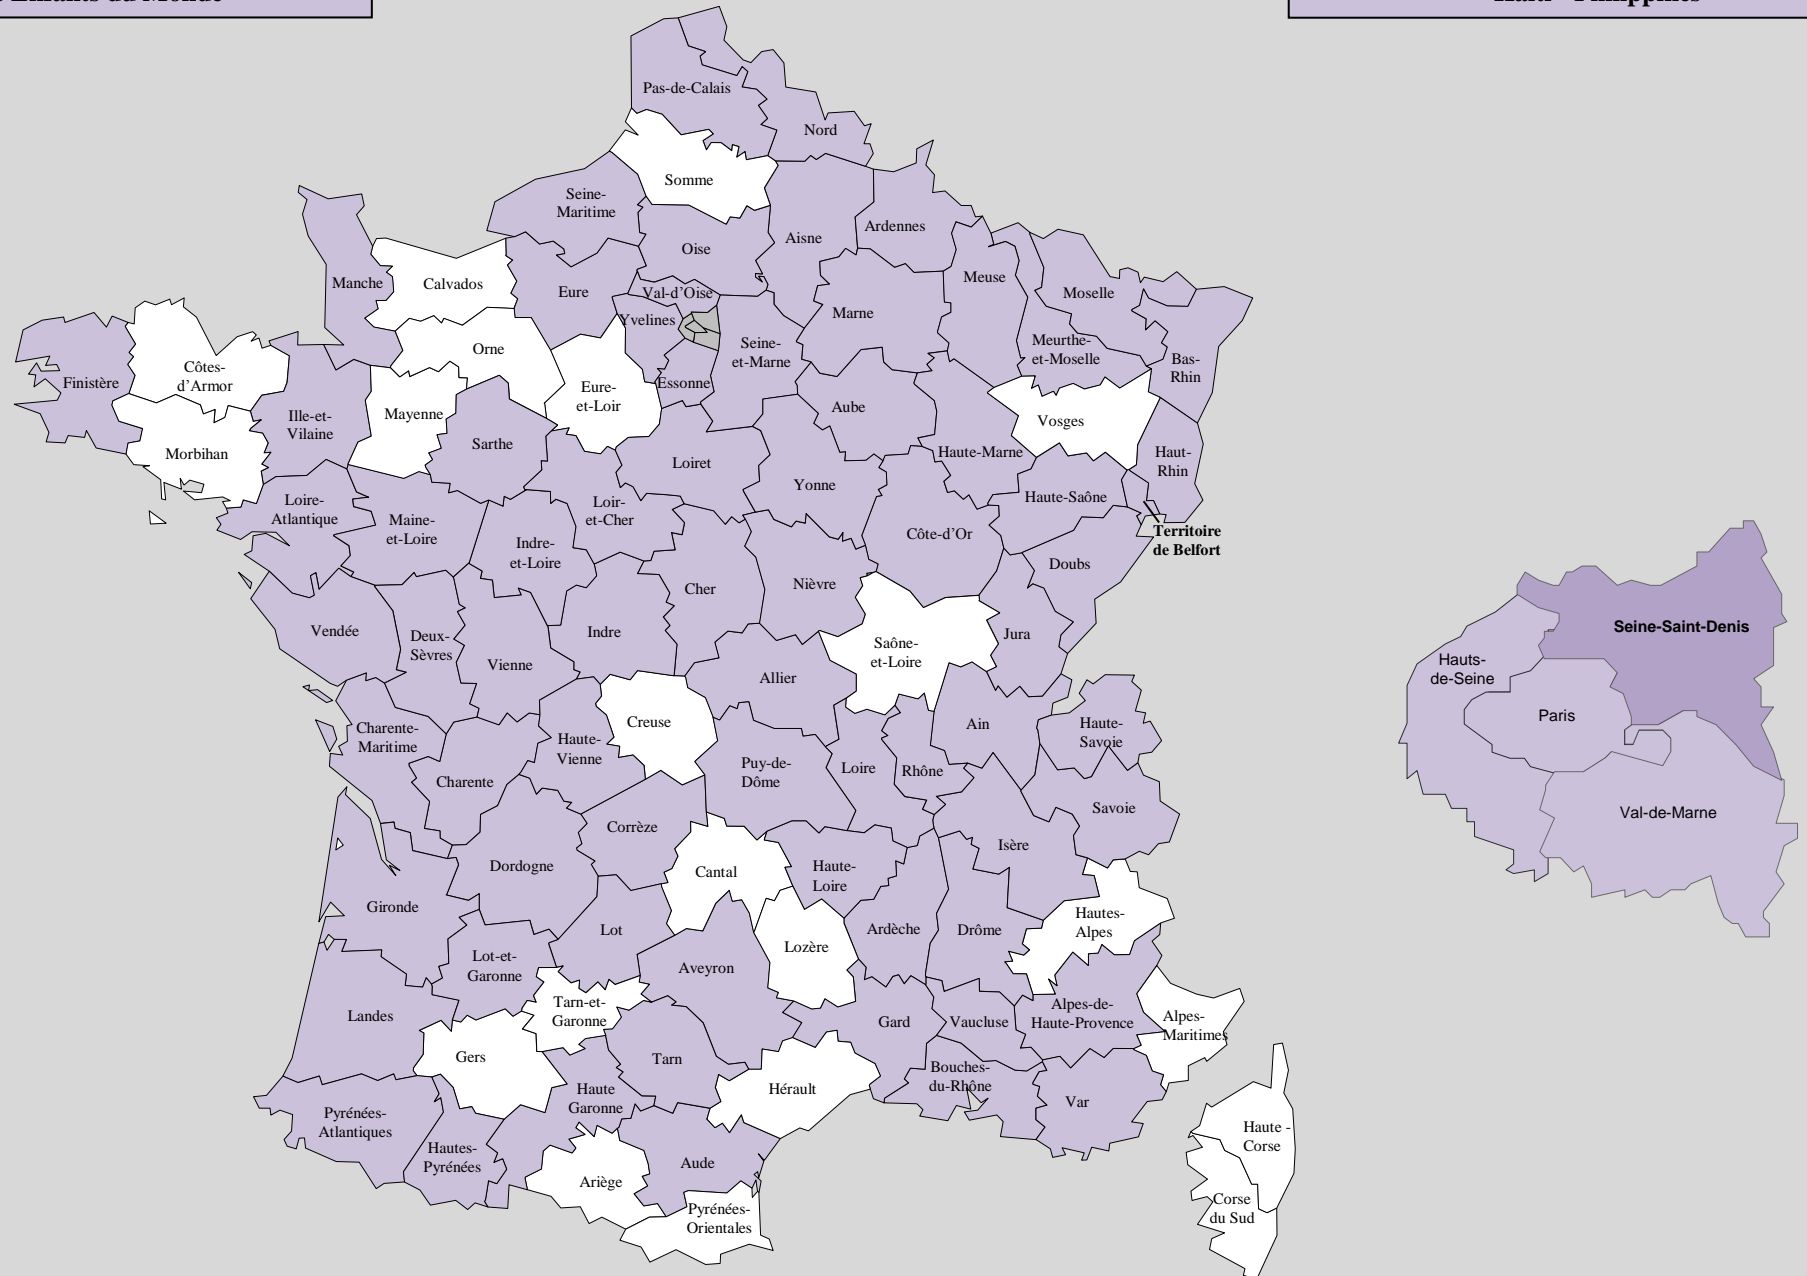 Enfants du Monde
Haïti - Philippines
Pas-de-Calais
Nord
Somme
Seine-
Maritime
Oise
Aisne
Ardennes
Manche
Calvados
Eure
Val-d’Oise
Yvelines
Marne
Meuse
Moselle
Meurthe-
et-Moselle
Bas-
Rhin
Seine-
et-Marne
Essonne
Orne
Finistère
Côtes-
d’Armor
Morbihan
Ille-et-
Vilaine
Mayenne
Sarthe
Eure-
et-Loir
Aube
Vosges
Haute-Marne
Haut-
Rhin
Loiret
Yonne
Haute-Saône
Territoire
de Belfort
Loire-
Atlantique
Maine-
et-Loire
Loir-
et-Cher
Indre-
et-Loire
Côte-d’Or
Doubs
Cher
Nièvre
Vendée
Deux-
Sèvres
Vienne
Indre
Saône-
et-Loire
Jura
Allier
Creuse
Haute-
Vienne
Charente-
Maritime
Charente
Puy-de-
Dôme
Loire
Rhône
Ain
Haute-
Savoie
Savoie
Corrèze
Dordogne
Cantal
Haute-
Loire
Isère
Gironde
Lot
Lozère
Ardèche
Drôme
Hautes-
Alpes
Lot-et-
Garonne
Aveyron
Tarn-et-
Garonne
Landes
Gard
Vaucluse
Alpes-de-
Haute-Provence
Alpes-
Maritimes
Gers
Tarn
Hérault
Bouches-
du-Rhône
Var
Haute
Garonne
Pyrénées-
Atlantiques
Hautes-
Pyrénées
Ariège
Aude
Pyrénées-
Orientales
Haute -
Corse
Corse
du Sud
Seine-Saint-Denis
Hauts-
de-Seine
Paris
Val-de-Marne